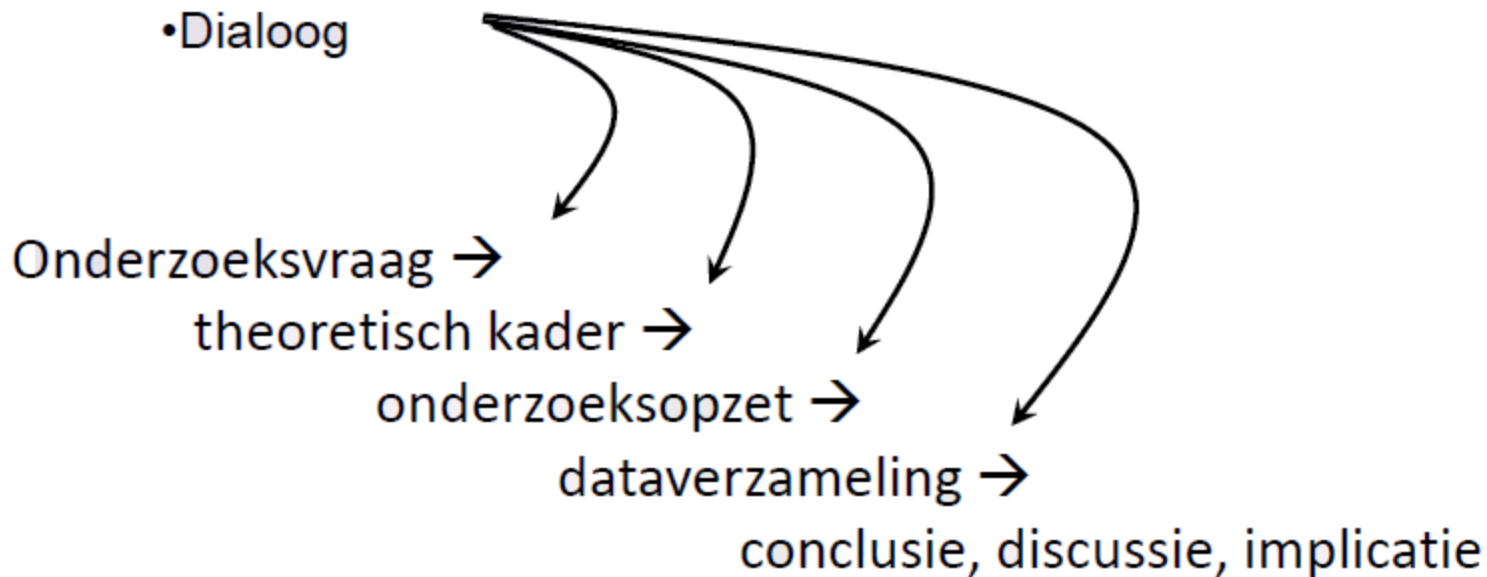 •Dialoog
Onderzoeksvraag →
theoretisch kader →
onderzoeksopzet →
dataverzameling →
conclusie, discussie, implicatie